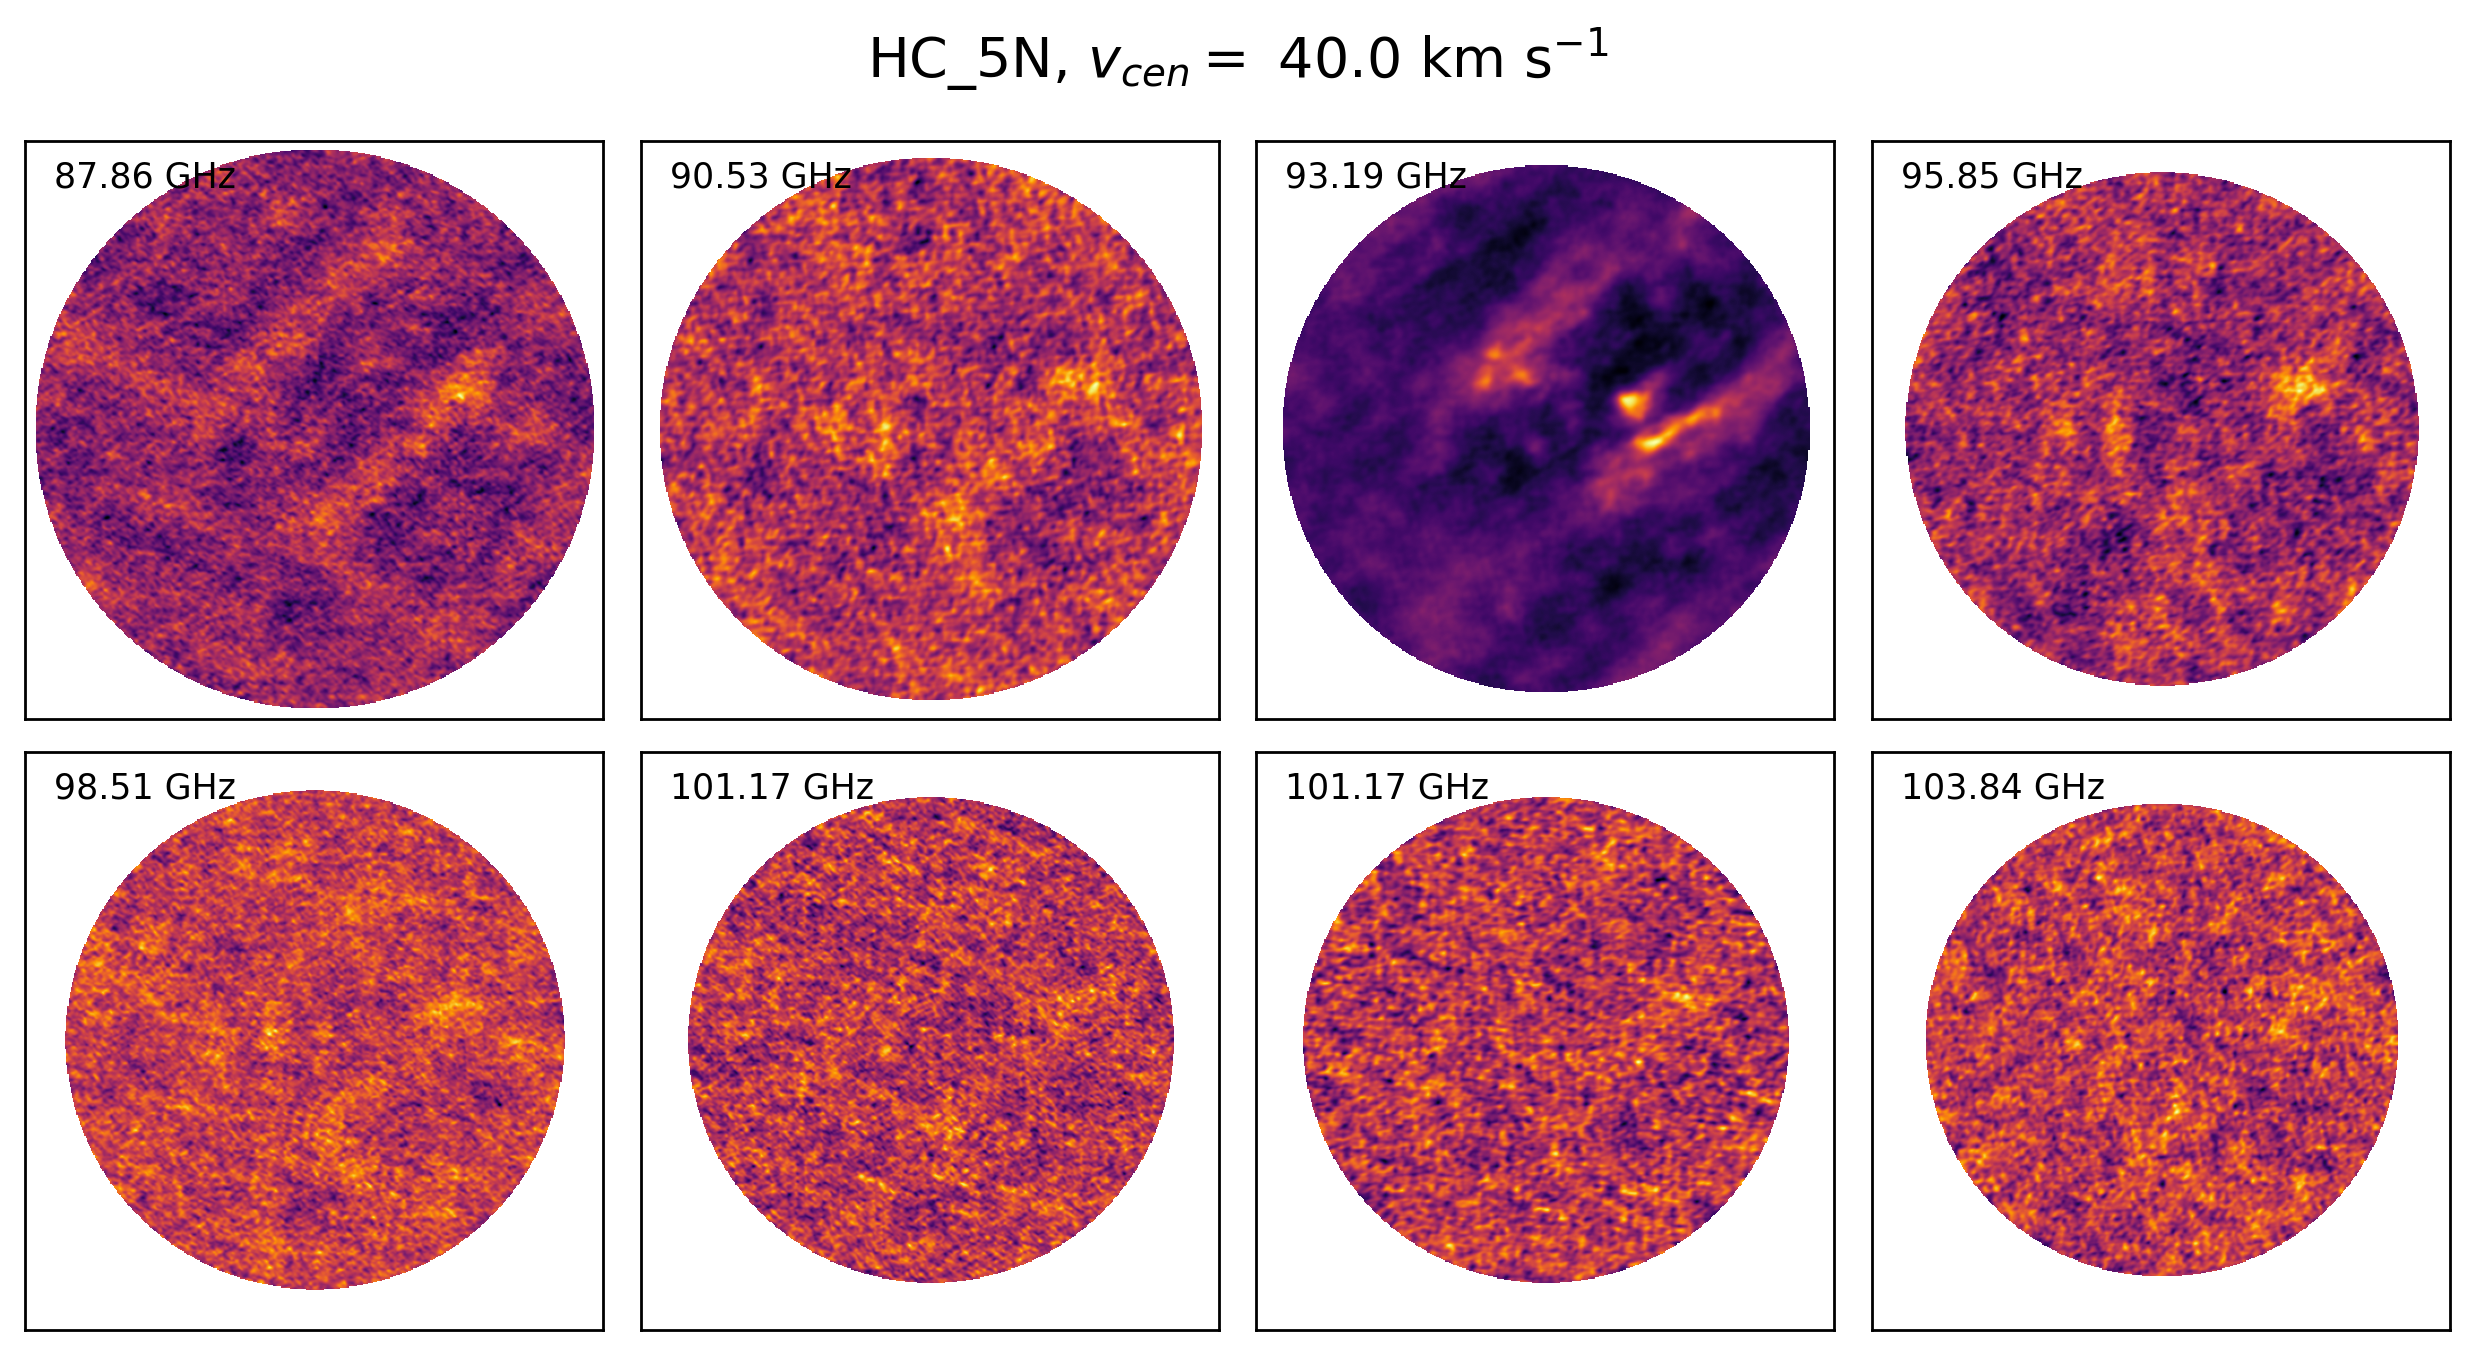 HC_5N, v_cen = 40.0 km s^−1
87.86 GHz
90.53 GHz
93.19 GHz
95.85 GHz
98.51 GHz
101.17 GHz
101.17 GHz
103.84 GHz